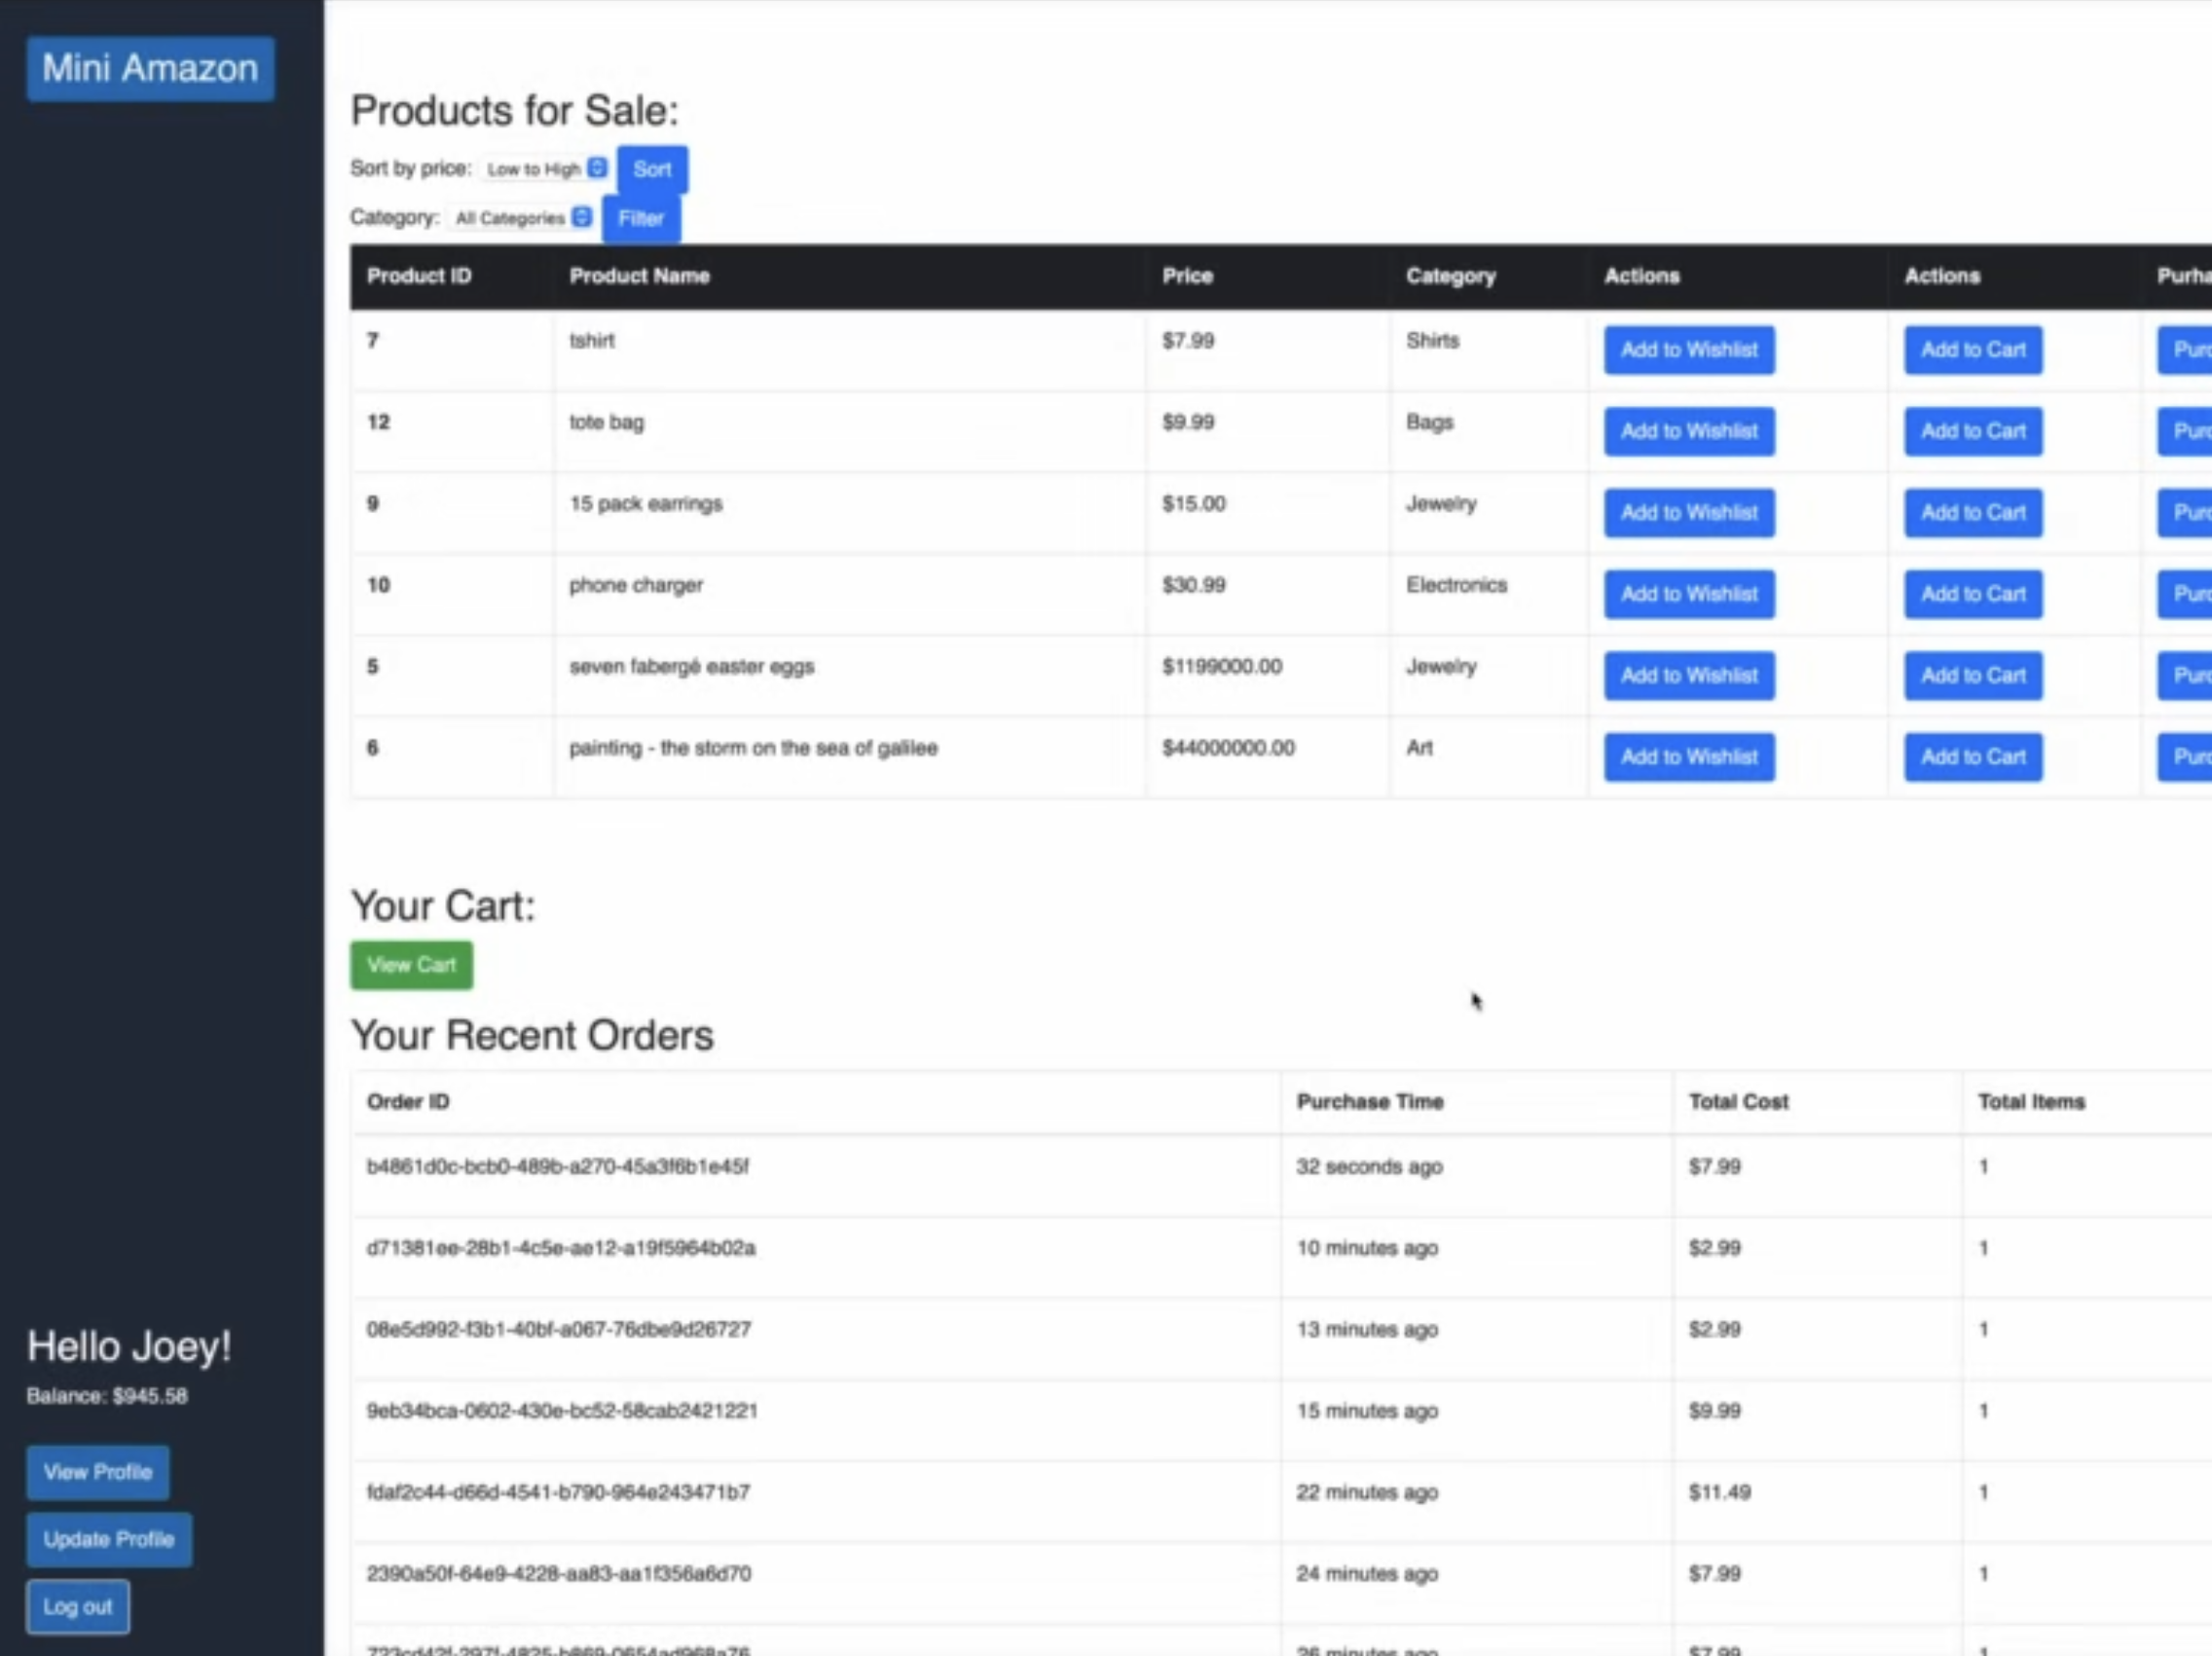 Mini Amazon
Products for Sale:
Sort by price: Low to High Sort
Category: All Categories Filter
Product ID Product Name Price Category Actions Actions
7 tshirt $7.99 Shirts Add to Wishlist Add to Cart
12 tote bag $9.99 Bags Add to Wishlist Add to Cart
9 15 pack earrings $15.00 Jewelry Add to Wishlist Add to Cart
10 phone charger $30.99 Electronics Add to Wishlist Add to Cart
5 seven fabergé easter eggs $1199000.00 Jewelry Add to Wishlist Add to Cart
6 painting - the storm on the sea of galilee $44000000.00 Art Add to Wishlist Add to Cart
Your Cart:
View Cart
Your Recent Orders
Order ID Purchase Time Total Cost Total Items
b4861d0c-bcb0-489b-a270-45a3f6b1e45f 32 seconds ago $7.99 1
d71381ee-28b1-4c5e-ae12-a19f5964b02a 10 minutes ago $2.99 1
08e5d992-f3b1-40bf-a067-76dbe9d26727 13 minutes ago $2.99 1
9eb34bca-0602-430e-bc52-58cab2421221 15 minutes ago $9.99 1
fdaf2c44-d66d-4541-b790-964e243471b7 22 minutes ago $11.49 1
2390a50f-64e9-4228-aa83-aa1f356a6d70 24 minutes ago $7.99 1
26 minutes ago $7.99 1
Hello Joey!
Balance: $945.58
View Profile
Update Profile
Log out